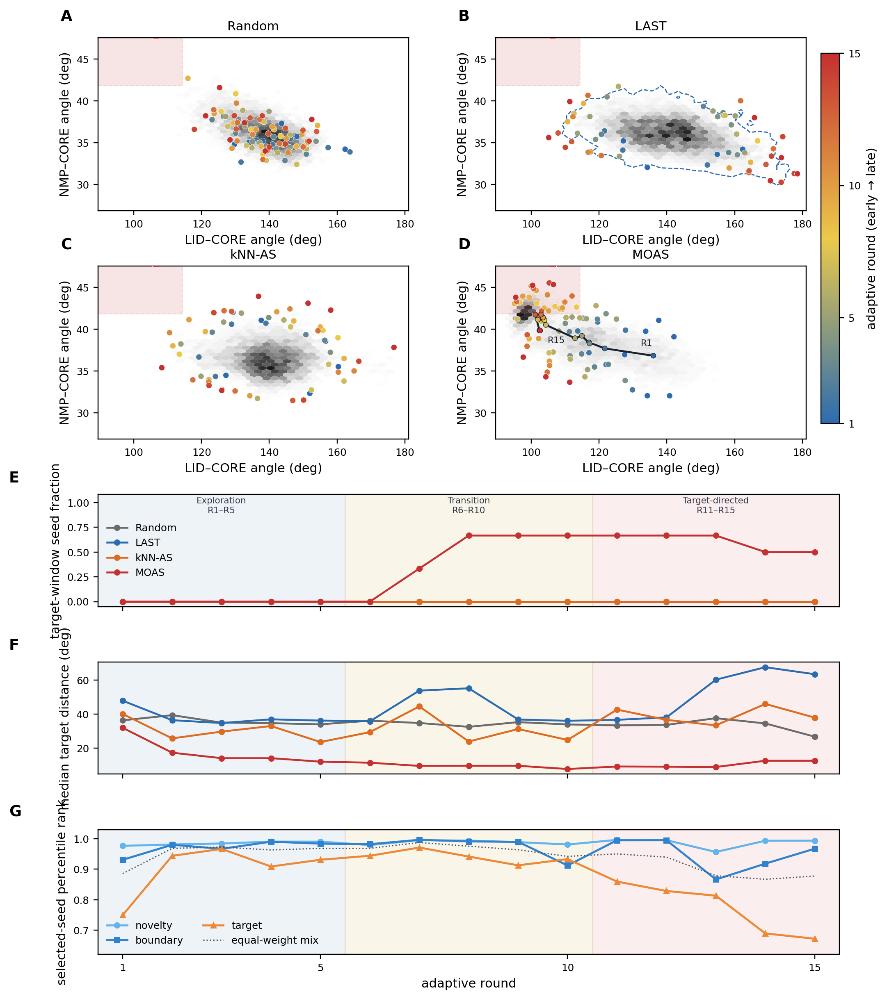 A
Random
45
40
35
30
NMP–CORE angle (deg)
100 120 140 160 180
LID–CORE angle (deg)
B
LAST
45
40
35
30
NMP–CORE angle (deg)
100 120 140 160 180
LID–CORE angle (deg)
C
kNN-AS
45
40
35
30
NMP–CORE angle (deg)
100 120 140 160 180
LID–CORE angle (deg)
D
MOAS
45
40
35
30
NMP–CORE angle (deg)
R15
R1
100 120 140 160 180
LID–CORE angle (deg)
15
10
5
1
adaptive round (early → late)
E
target-window seed fraction
1.00
0.75
0.50
0.25
0.00
Exploration
R1–R5
Transition
R6–R10
Target-directed
R11–R15
Random
LAST
kNN-AS
MOAS
F
median target distance (deg)
60
40
20
G
selected-seed percentile rank
1.0
0.9
0.8
0.7
novelty
boundary
target
equal-weight mix
1 5 10 15
adaptive round